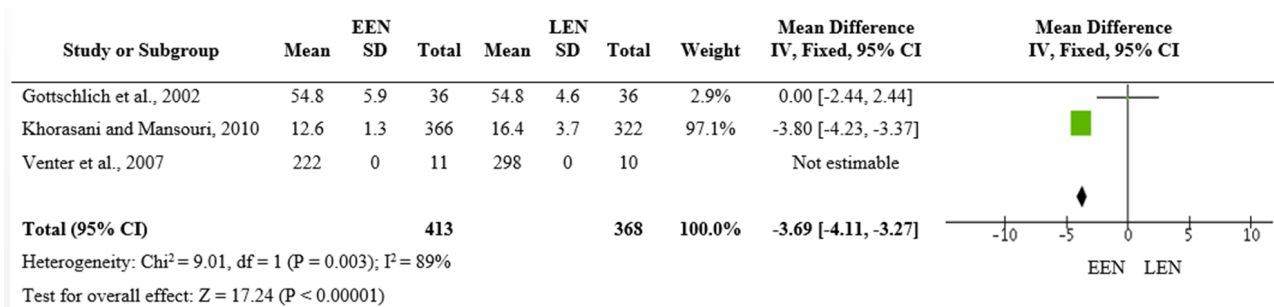 EEN LEN Mean Difference Mean Difference
Study or Subgroup Mean SD Total Mean SD Total Weight IV, Fixed, 95% CI IV, Fixed, 95% CI
Gottschlich et al., 2002 54.8 5.9 36 54.8 4.6 36 2.9% 0.00 [-2.44, 2.44]
Khorasani and Mansouri, 2010 12.6 1.3 366 16.4 3.7 322 97.1% -3.80 [-4.23, -3.37]
Venter et al., 2007 222 0 11 298 0 10 Not estimable
Total (95% CI) 413 368 100.0% -3.69 [-4.11, -3.27]
-10 -5 0 5 10
Heterogeneity: Chi² = 9.01, df = 1 (P = 0.003); I² = 89%
EEN LEN
Test for overall effect: Z = 17.24 (P < 0.00001)